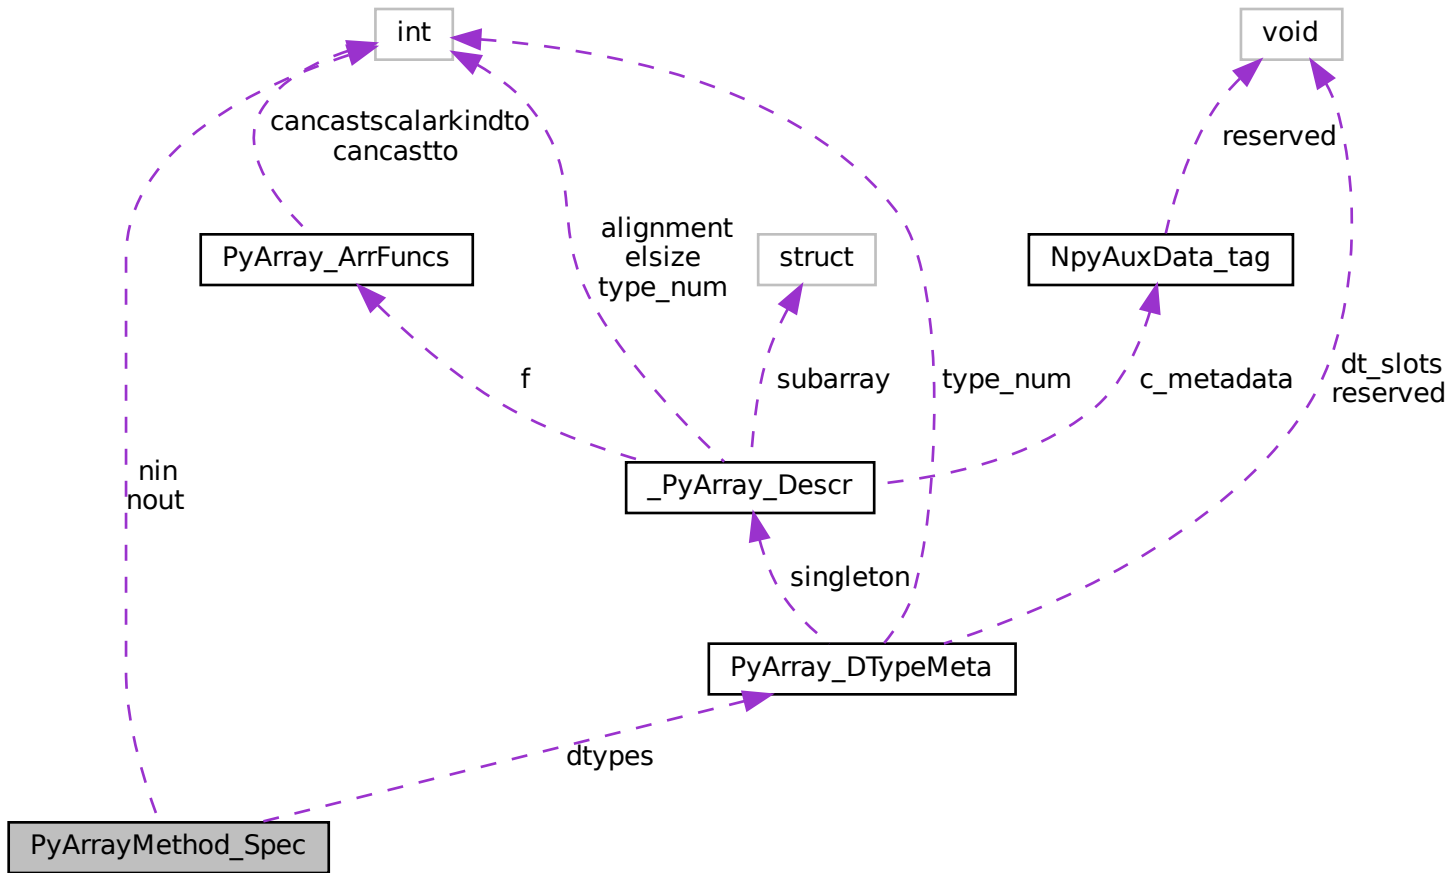 int
void
cancastscalarkindto
cancastto
reserved
alignment
elsize
type_num
PyArray_ArrFuncs
struct
NpyAuxData_tag
f
subarray
type_num
c_metadata
dt_slots
reserved
nin
nout
_PyArray_Descr
singleton
PyArray_DTypeMeta
dtypes
PyArrayMethod_Spec